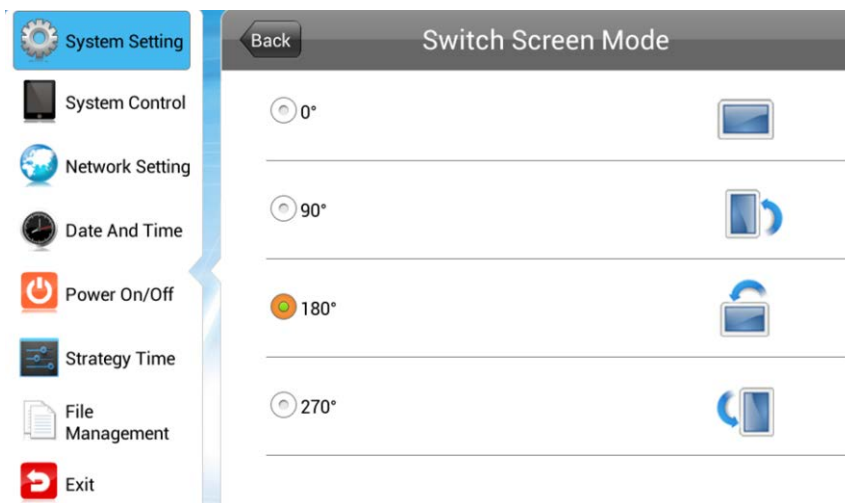 System Setting
System Control
Network Setting
Date And Time
Power On/Off
Strategy Time
File
Management
Exit
Back
Switch Screen Mode
0°
90°
180°
270°